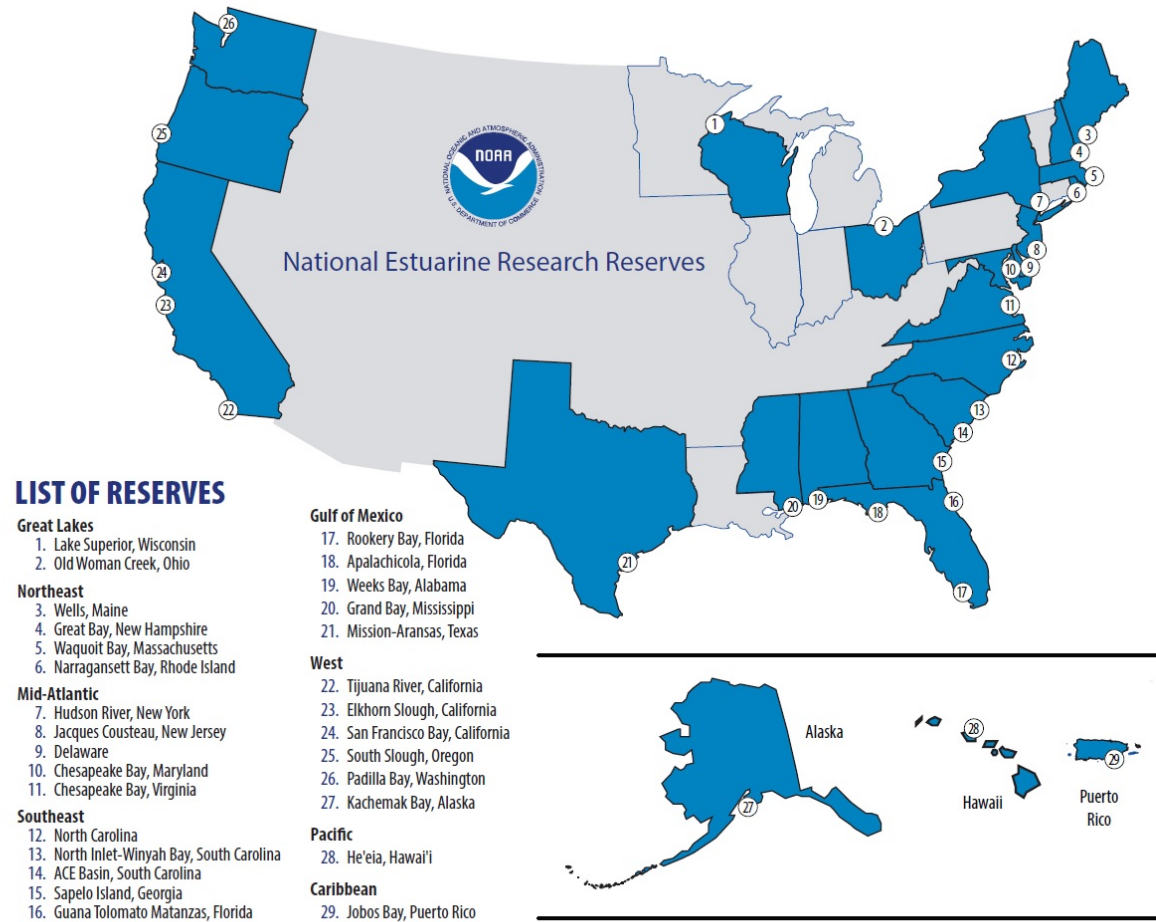 NATIONAL OCEANIC AND ATMOSPHERIC ADMINISTRATION
NOAA
U.S. DEPARTMENT OF COMMERCE
National Estuarine Research Reserves
26
25
24
23
22
1
2
3
4
5
6
7
8
9
10
11
12
13
14
15
16
17
18
19
20
21
LIST OF RESERVES
Great Lakes
1. Lake Superior, Wisconsin
2. Old Woman Creek, Ohio
Northeast
3. Wells, Maine
4. Great Bay, New Hampshire
5. Waquoit Bay, Massachusetts
6. Narragansett Bay, Rhode Island
Mid-Atlantic
7. Hudson River, New York
8. Jacques Cousteau, New Jersey
9. Delaware
10. Chesapeake Bay, Maryland
11. Chesapeake Bay, Virginia
Southeast
12. North Carolina
13. North Inlet-Winyah Bay, South Carolina
14. ACE Basin, South Carolina
15. Sapelo Island, Georgia
16. Guana Tolomato Matanzas, Florida
Gulf of Mexico
17. Rookery Bay, Florida
18. Apalachicola, Florida
19. Weeks Bay, Alabama
20. Grand Bay, Mississippi
21. Mission-Aransas, Texas
West
22. Tijuana River, California
23. Elkhorn Slough, California
24. San Francisco Bay, California
25. South Slough, Oregon
26. Padilla Bay, Washington
27. Kachemak Bay, Alaska
Pacific
28. He'eia, Hawai'i
Caribbean
29. Jobos Bay, Puerto Rico
Alaska
27
28
Hawaii
29
Puerto
Rico